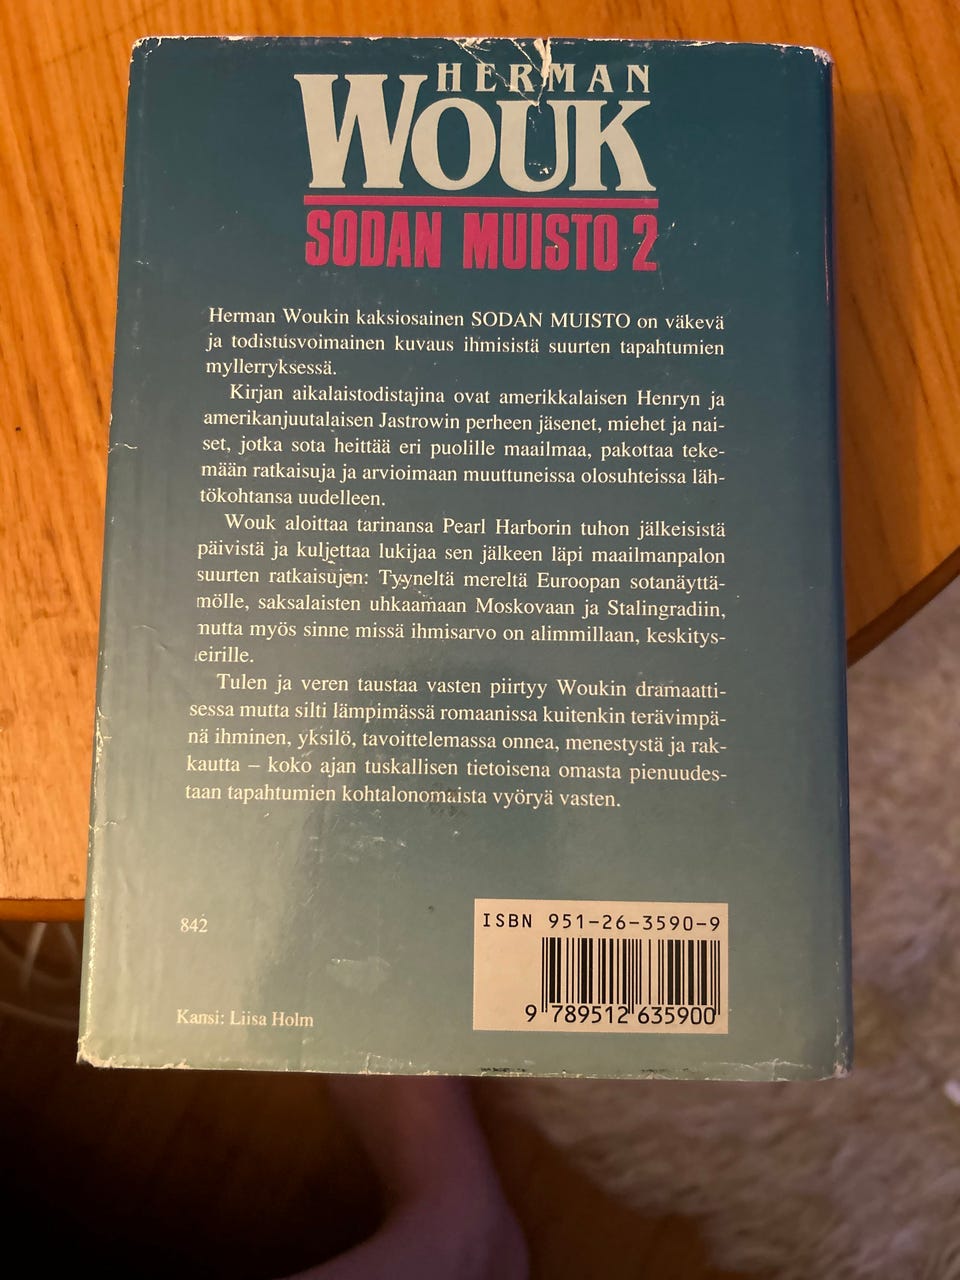 HERMAN
WOUK
SODAN MUISTO 2
Herman Woukin kaksiosainen SODAN MUISTO on väkevä
ja todistusvoimainen kuvaus ihmisistä suurten tapahtumien
myllerryksessä.
Kirjan aikalaistodistajina ovat amerikkalaisen Henryn ja
amerikanjuutalaisen Jastrowin perheen jäsenet, miehet ja nai-
set, jotka sota heittää eri puolille maailmaa, pakottaa teke-
mään ratkaisuja ja arvioimaan muuttuneissa olosuhteissa läh-
tökohtansa uudelleen.
Wouk aloittaa tarinansa Pearl Harborin tuhon jälkeisistä
päivistä ja kuljettaa lukijaa sen jälkeen läpi maailmanpalon
suurten ratkaisujen: Tyyneltä mereltä Euroopan sotanäyttä-
mölle, saksalaisten uhkaamaan Moskovaan ja Stalingradiin,
mutta myös sinne missä ihmisarvo on alimmillaan, keskitys-
leirille.
Tulen ja veren taustaa vasten piirtyy Woukin dramaatti-
sessa mutta silti lämpimässä romaanissa kuitenkin terävimpä-
nä ihminen, yksilö, tavoittelemassa onnea, menestystä ja rak-
kautta – koko ajan tuskallisen tietoisena omasta pienuudes-
taan tapahtumien kohtalonomaista vyöryä vasten.
842
ISBN 951-26-3590-9
9 789512 635900
Kansi: Liisa Holm